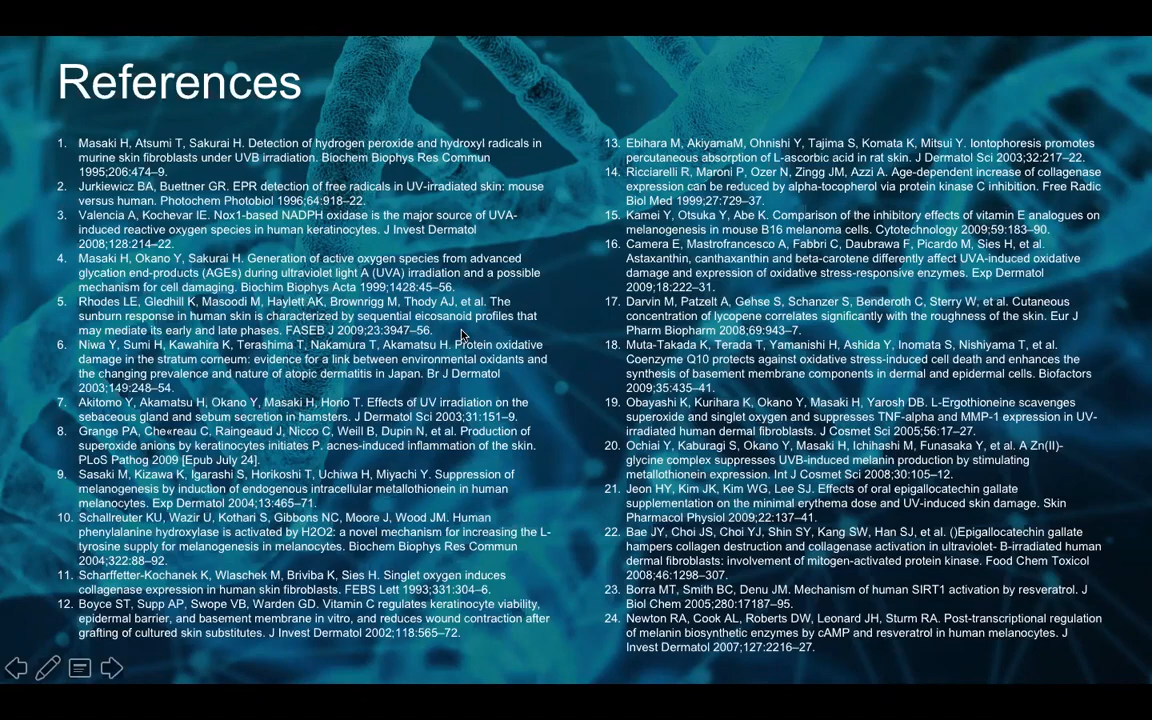 References
1. Masaki H, Atsumi T, Sakurai H. Detection of hydrogen peroxide and hydroxyl radicals in
murine skin fibroblasts under UVB irradiation. Biochem Biophys Res Commun
1995;206:474–9.
2. Jurkiewicz BA, Buettner GR. EPR detection of free radicals in UV-irradiated skin: mouse
versus human. Photochem Photobiol 1996;64:918–22.
3. Valencia A, Kochevar IE. Nox1-based NADPH oxidase is the major source of UVA-
induced reactive oxygen species in human keratinocytes. J Invest Dermatol
2008;128:214–22.
4. Masaki H, Okano Y, Sakurai H. Generation of active oxygen species from advanced
glycation end-products (AGEs) during ultraviolet light A (UVA) irradiation and a possible
mechanism for cell damaging. Biochim Biophys Acta 1999;1428:45–56.
5. Rhodes LE, Gledhill K, Masoodi M, Haylett AK, Brownrigg M, Thody AJ, et al. The
sunburn response in human skin is characterized by sequential eicosanoid profiles that
may mediate its early and late phases. FASEB J 2009;23:3947–56.
6. Niwa Y, Sumi H, Kawahira K, Terashima T, Nakamura T, Akamatsu H. Protein oxidative
damage in the stratum corneum: evidence for a link between environmental oxidants and
the changing prevalence and nature of atopic dermatitis in Japan. Br J Dermatol
2003;149:248–54.
7. Akitomo Y, Akamatsu H, Okano Y, Masaki H, Horio T. Effects of UV irradiation on the
sebaceous gland and sebum secretion in hamsters. J Dermatol Sci 2003;31:151–9.
8. Grange PA, Che«reau C, Raingeaud J, Nicco C, Weill B, Dupin N, et al. Production of
superoxide anions by keratinocytes initiates P. acnes-induced inflammation of the skin.
PLoS Pathog 2009 [Epub July 24].
9. Sasaki M, Kizawa K, Igarashi S, Horikoshi T, Uchiwa H, Miyachi Y. Suppression of
melanogenesis by induction of endogenous intracellular metallothionein in human
melanocytes. Exp Dermatol 2004;13:465–71.
10. Schallreuter KU, Wazir U, Kothari S, Gibbons NC, Moore J, Wood JM. Human
phenylalanine hydroxylase is activated by H2O2: a novel mechanism for increasing the L-
tyrosine supply for melanogenesis in melanocytes. Biochem Biophys Res Commun
2004;322:88–92.
11. Scharffetter-Kochanek K, Wlaschek M, Briviba K, Sies H. Singlet oxygen induces
collagenase expression in human skin fibroblasts. FEBS Lett 1993;331:304–6.
12. Boyce ST, Supp AP, Swope VB, Warden GD. Vitamin C regulates keratinocyte viability,
epidermal barrier, and basement membrane in vitro, and reduces wound contraction after
grafting of cultured skin substitutes. J Invest Dermatol 2002;118:565–72.
13. Ebihara M, AkiyamaM, Ohnishi Y, Tajima S, Komata K, Mitsui Y. Iontophoresis promotes
percutaneous absorption of L-ascorbic acid in rat skin. J Dermatol Sci 2003;32:217–22.
14. Ricciarelli R, Maroni P, Ozer N, Zingg JM, Azzi A. Age-dependent increase of collagenase
expression can be reduced by alpha-tocopherol via protein kinase C inhibition. Free Radic
Biol Med 1999;27:729–37.
15. Kamei Y, Otsuka Y, Abe K. Comparison of the inhibitory effects of vitamin E analogues on
melanogenesis in mouse B16 melanoma cells. Cytotechnology 2009;59:183–90.
16. Camera E, Mastrofrancesco A, Fabbri C, Daubrawa F, Picardo M, Sies H, et al.
Astaxanthin, canthaxanthin and beta-carotene differently affect UVA-induced oxidative
damage and expression of oxidative stress-responsive enzymes. Exp Dermatol
2009;18:222–31.
17. Darvin M, Patzelt A, Gehse S, Schanzer S, Benderoth C, Sterry W, et al. Cutaneous
concentration of lycopene correlates significantly with the roughness of the skin. Eur J
Pharm Biopharm 2008;69:943–7.
18. Muta-Takada K, Terada T, Yamanishi H, Ashida Y, Inomata S, Nishiyama T, et al.
Coenzyme Q10 protects against oxidative stress-induced cell death and enhances the
synthesis of basement membrane components in dermal and epidermal cells. Biofactors
2009;35:435–41.
19. Obayashi K, Kurihara K, Okano Y, Masaki H, Yarosh DB. L-Ergothioneine scavenges
superoxide and singlet oxygen and suppresses TNF-alpha and MMP-1 expression in UV-
irradiated human dermal fibroblasts. J Cosmet Sci 2005;56:17–27.
20. Ochiai Y, Kaburagi S, Okano Y, Masaki H, Ichihashi M, Funasaka Y, et al. A Zn(II)-
glycine complex suppresses UVB-induced melanin production by stimulating
metallothionein expression. Int J Cosmet Sci 2008;30:105–12.
21. Jeon HY, Kim JK, Kim WG, Lee SJ. Effects of oral epigallocatechin gallate
supplementation on the minimal erythema dose and UV-induced skin damage. Skin
Pharmacol Physiol 2009;22:137–41.
22. Bae JY, Choi JS, Choi YJ, Shin SY, Kang SW, Han SJ, et al. ()Epigallocatechin gallate
hampers collagen destruction and collagenase activation in ultraviolet- B-irradiated human
dermal fibroblasts: involvement of mitogen-activated protein kinase. Food Chem Toxicol
2008;46:1298–307.
23. Borra MT, Smith BC, Denu JM. Mechanism of human SIRT1 activation by resveratrol. J
Biol Chem 2005;280:17187–95.
24. Newton RA, Cook AL, Roberts DW, Leonard JH, Sturm RA. Post-transcriptional regulation
of melanin biosynthetic enzymes by cAMP and resveratrol in human melanocytes. J
Invest Dermatol 2007;127:2216–27.